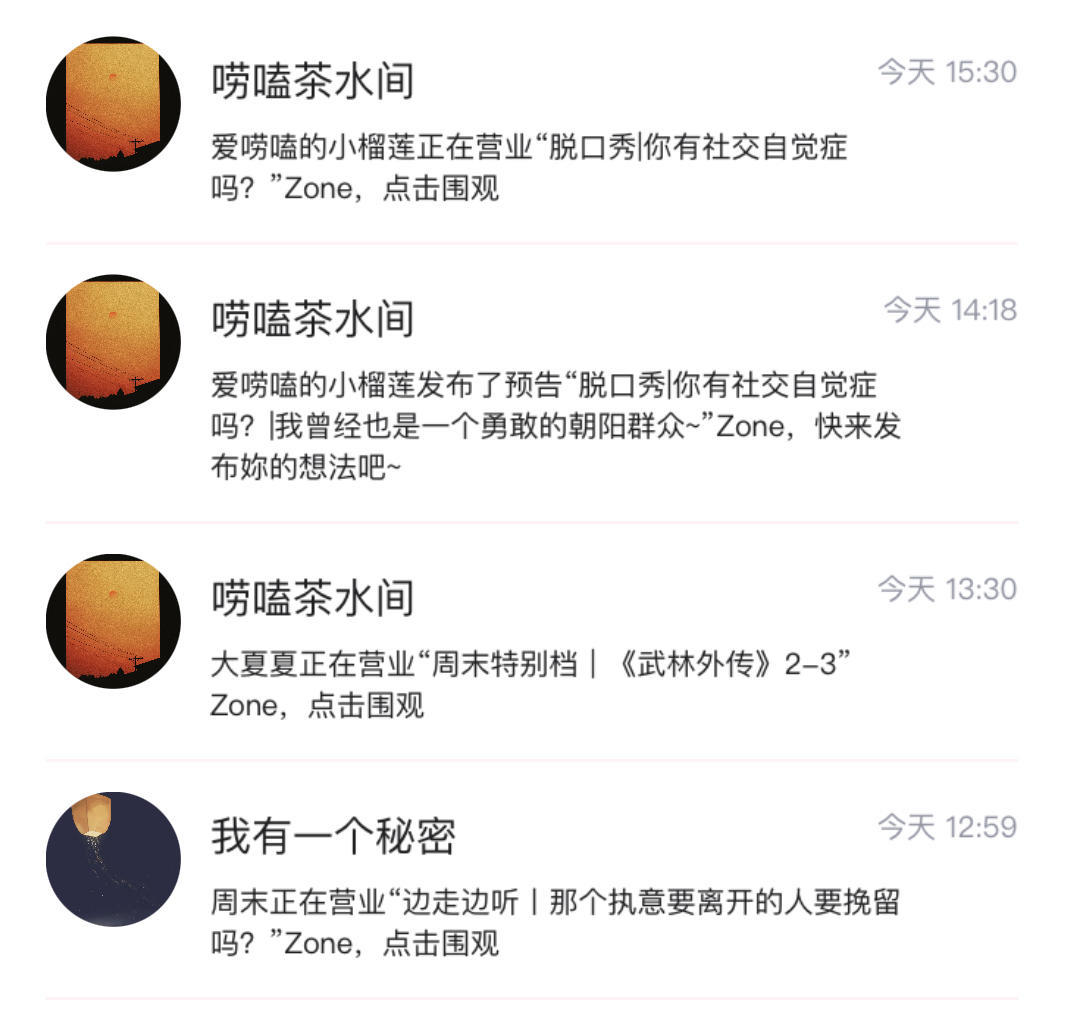 唠嗑茶水间
今天 15:30
爱唠嗑的小榴莲正在营业“脱口秀|你有社交自觉症
吗？”Zone，点击围观
唠嗑茶水间
今天 14:18
爱唠嗑的小榴莲发布了预告“脱口秀|你有社交自觉症
吗？|我曾经也是一个勇敢的朝阳群众~”Zone，快来发
布妳的想法吧~
唠嗑茶水间
今天 13:30
大夏夏正在营业“周末特别档｜《武林外传》2–3”
Zone，点击围观
我有一个秘密
今天 12:59
周末正在营业“边走边听丨那个执意要离开的人要挽留
吗？”Zone，点击围观